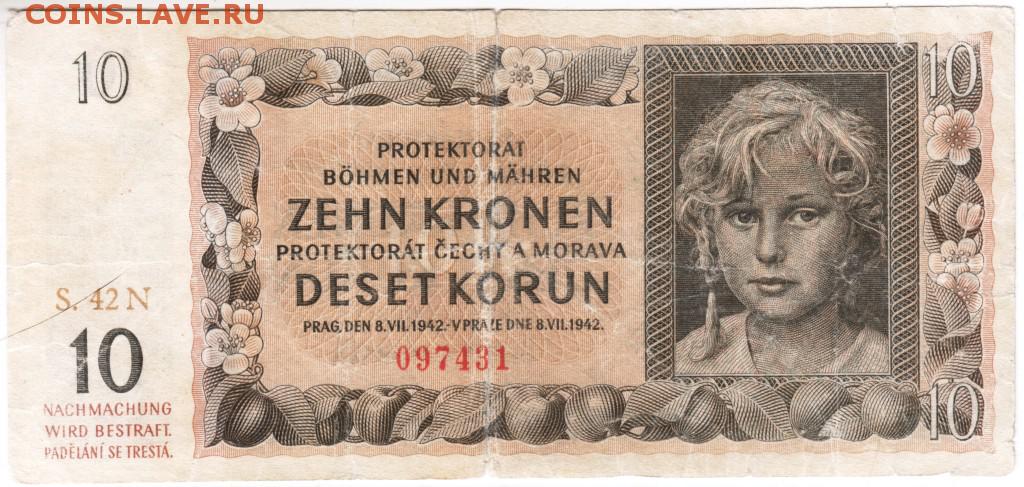 COINS.LAVE.RU
10
10
PROTEKTORAT
BÖHMEN UND MÄHREN
ZEHN KRONEN
PROTEKTORÁT ČECHY A MORAVA
DESET KORUN
PRAG, DEN 8.VII.1942.-V PRAZE DNE 8.VII.1942.
097431
S. 42 N
10
NACHMACHUNG
WIRD BESTRAFT.
PADĚLÁNÍ SE TRESTÁ.
10